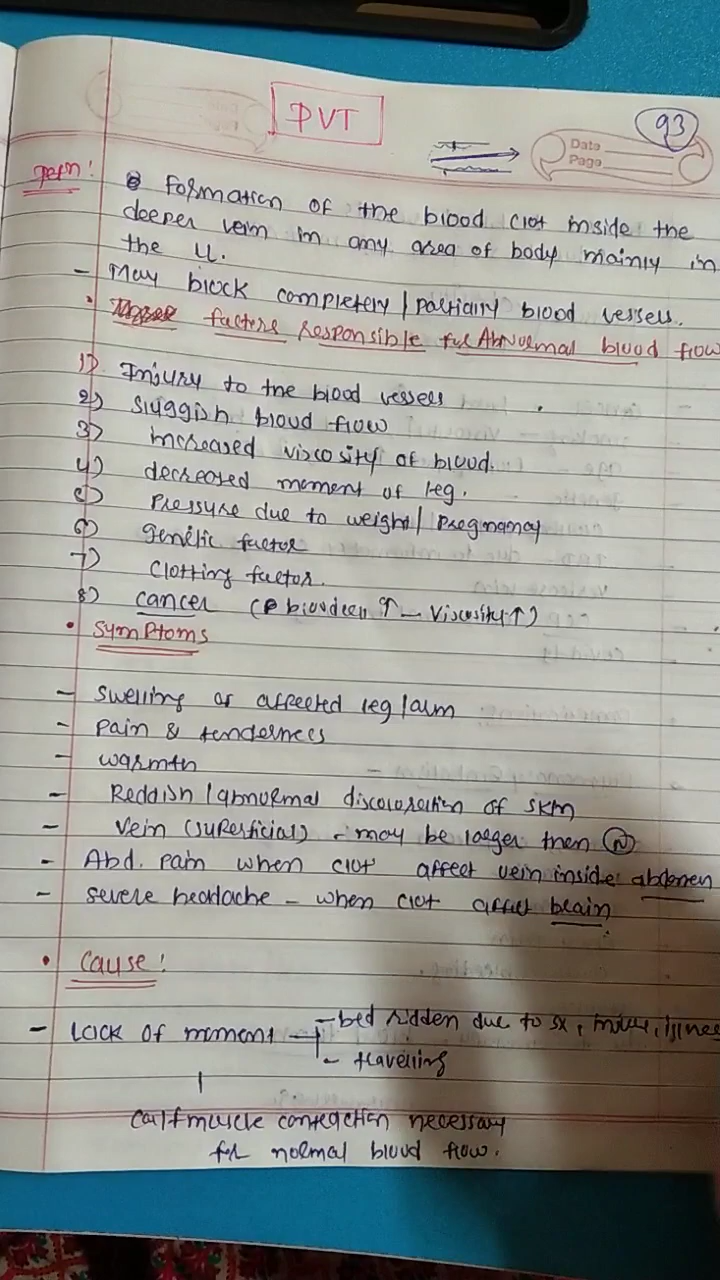 DVT
93
Date
Page
Defn:
Formation of the blood clot inside the
deeper vein in any area of body mainly in
the LL.
- May block completely / partially blood vessels.
• factors responsible for Abnormal blood flow
1) Injury to the blood vessels
2) Sluggish blood flow
3) increased viscosity of blood.
4) decreased moment of leg.
5) Pressure due to weight / pregnancy
6) Genetic factor
7) Clotting factor.
8) cancer ( blood cell ↑ - Viscosity ↑)
• Symptoms
- Swelling of affected leg / arm
- Pain & tenderness
- warmth
- Reddish / abnormal discoloration of skin
- Vein (superficial) - may be larger then (N)
- Abd. pain when clot affect vein inside abdomen
- severe headache - when clot affect brain
• Cause:
- Lack of moment - bed ridden due to sx, illness
- travelling
calf muscle contraction necessary
for normal blood flow.